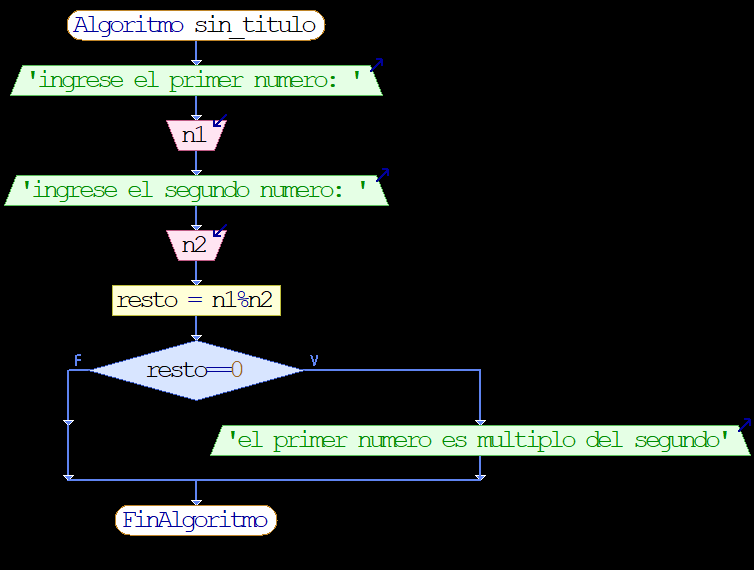 Algoritmo sin_titulo
'ingrese el primer numero: '
n1
'ingrese el segundo numero: '
n2
resto = n1%n2
F
resto==0
V
'el primer numero es multiplo del segundo'
FinAlgoritmo